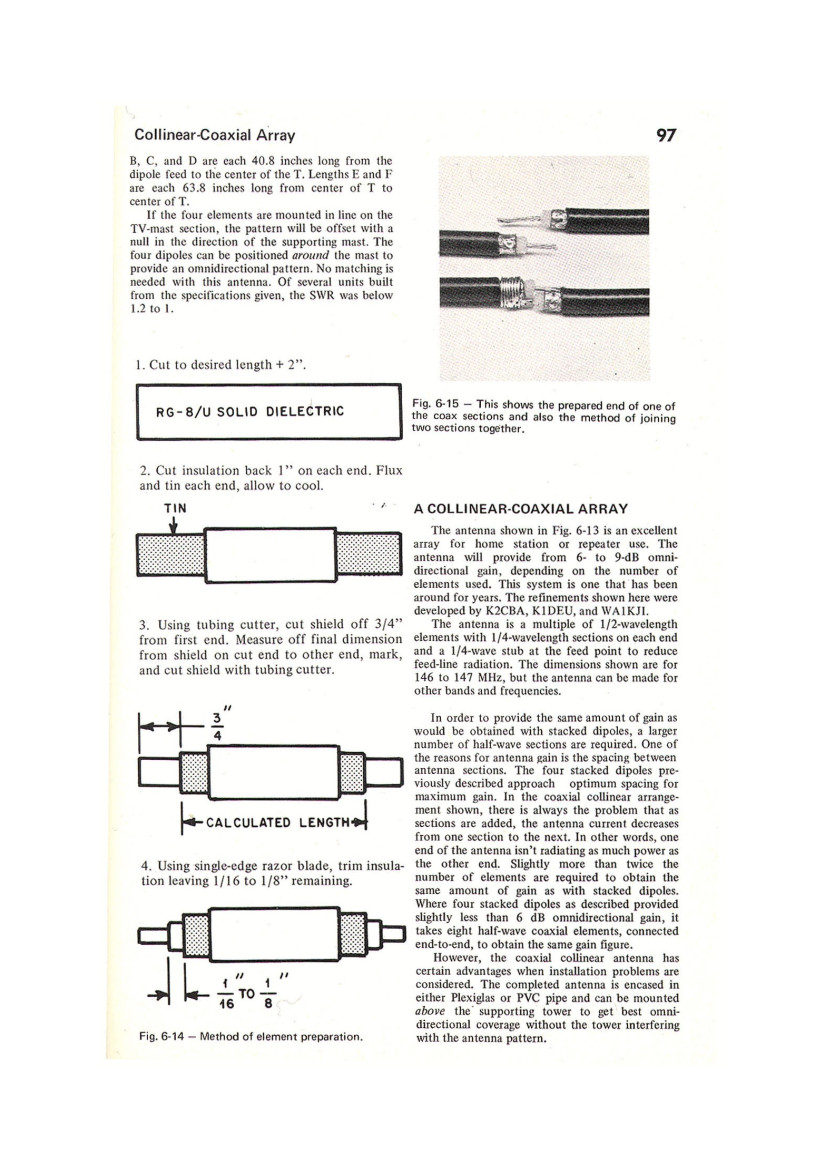 Collinear-Coaxial Array
97
B, C, and D are each 40.8 inches long from the
dipole feed to the center of the T. Lengths E and F
are each 63.8 inches long from center of T to
center of T.
If the four elements are mounted in line on the
TV-mast section, the pattern will be offset with a
null in the direction of the supporting mast. The
four dipoles can be positioned around the mast to
provide an omnidirectional pattern. No matching is
needed with this antenna. Of several units built
from the specifications given, the SWR was below
1.2 to 1.
1. Cut to desired length + 2”.
RG-8/U SOLID DIELECTRIC
2. Cut insulation back 1” on each end. Flux
and tin each end, allow to cool.
TIN
3. Using tubing cutter, cut shield off 3/4”
from first end. Measure off final dimension
from shield on cut end to other end, mark,
and cut shield with tubing cutter.
3/4"
CALCULATED LENGTH
4. Using single-edge razor blade, trim insula-
tion leaving 1/16 to 1/8” remaining.
1/16" TO 1/8"
Fig. 6-14 — Method of element preparation.
Fig. 6-15 — This shows the prepared end of one of
the coax sections and also the method of joining
two sections together.
A COLLINEAR-COAXIAL ARRAY
The antenna shown in Fig. 6-13 is an excellent
array for home station or repeater use. The
antenna will provide from 6- to 9-dB omni-
directional gain, depending on the number of
elements used. This system is one that has been
around for years. The refinements shown here were
developed by K2CBA, K1DEU, and WA1KJI.
The antenna is a multiple of 1/2-wavelength
elements with 1/4-wavelength sections on each end
and a 1/4-wave stub at the feed point to reduce
feed-line radiation. The dimensions shown are for
146 to 147 MHz, but the antenna can be made for
other bands and frequencies.
In order to provide the same amount of gain as
would be obtained with stacked dipoles, a larger
number of half-wave sections are required. One of
the reasons for antenna gain is the spacing between
antenna sections. The four stacked dipoles pre-
viously described approach optimum spacing for
maximum gain. In the coaxial collinear arrange-
ment shown, there is always the problem that as
sections are added, the antenna current decreases
from one section to the next. In other words, one
end of the antenna isn't radiating as much power as
the other end. Slightly more than twice the
number of elements are required to obtain the
same amount of gain as with stacked dipoles.
Where four stacked dipoles as described provided
slightly less than 6 dB omnidirectional gain, it
takes eight half-wave coaxial elements, connected
end-to-end, to obtain the same gain figure.
However, the coaxial collinear antenna has
certain advantages when installation problems are
considered. The completed antenna is encased in
either Plexiglas or PVC pipe and can be mounted
above the supporting tower to get best omni-
directional coverage without the tower interfering
with the antenna pattern.